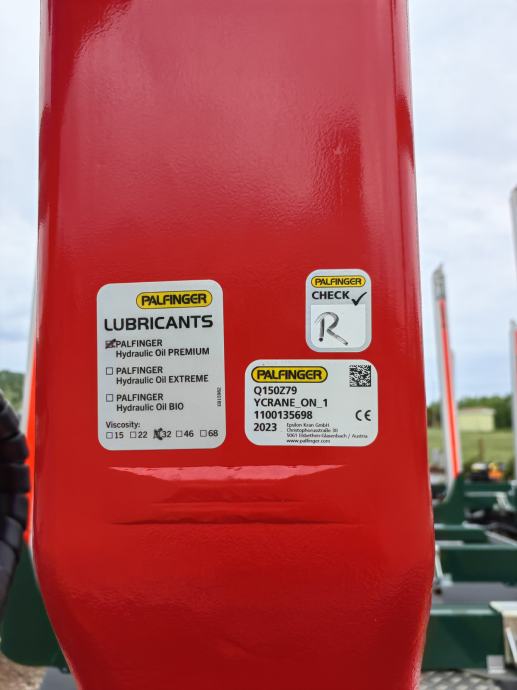 PALFINGER
LUBRICANTS
PALFINGER
Hydraulic Oil PREMIUM
PALFINGER
Hydraulic Oil EXTREME
PALFINGER
Hydraulic Oil BIO
Viscosity:
15 22 32 46 68
PALFINGER
CHECK
R
PALFINGER
Q150Z79
YCRANE_ON_1
1100135698
2023
CE
Epsilon Kran GmbH
Christophorusstraße 30
5061 Elsbethen-Glasenbach / Austria
www.palfinger.com